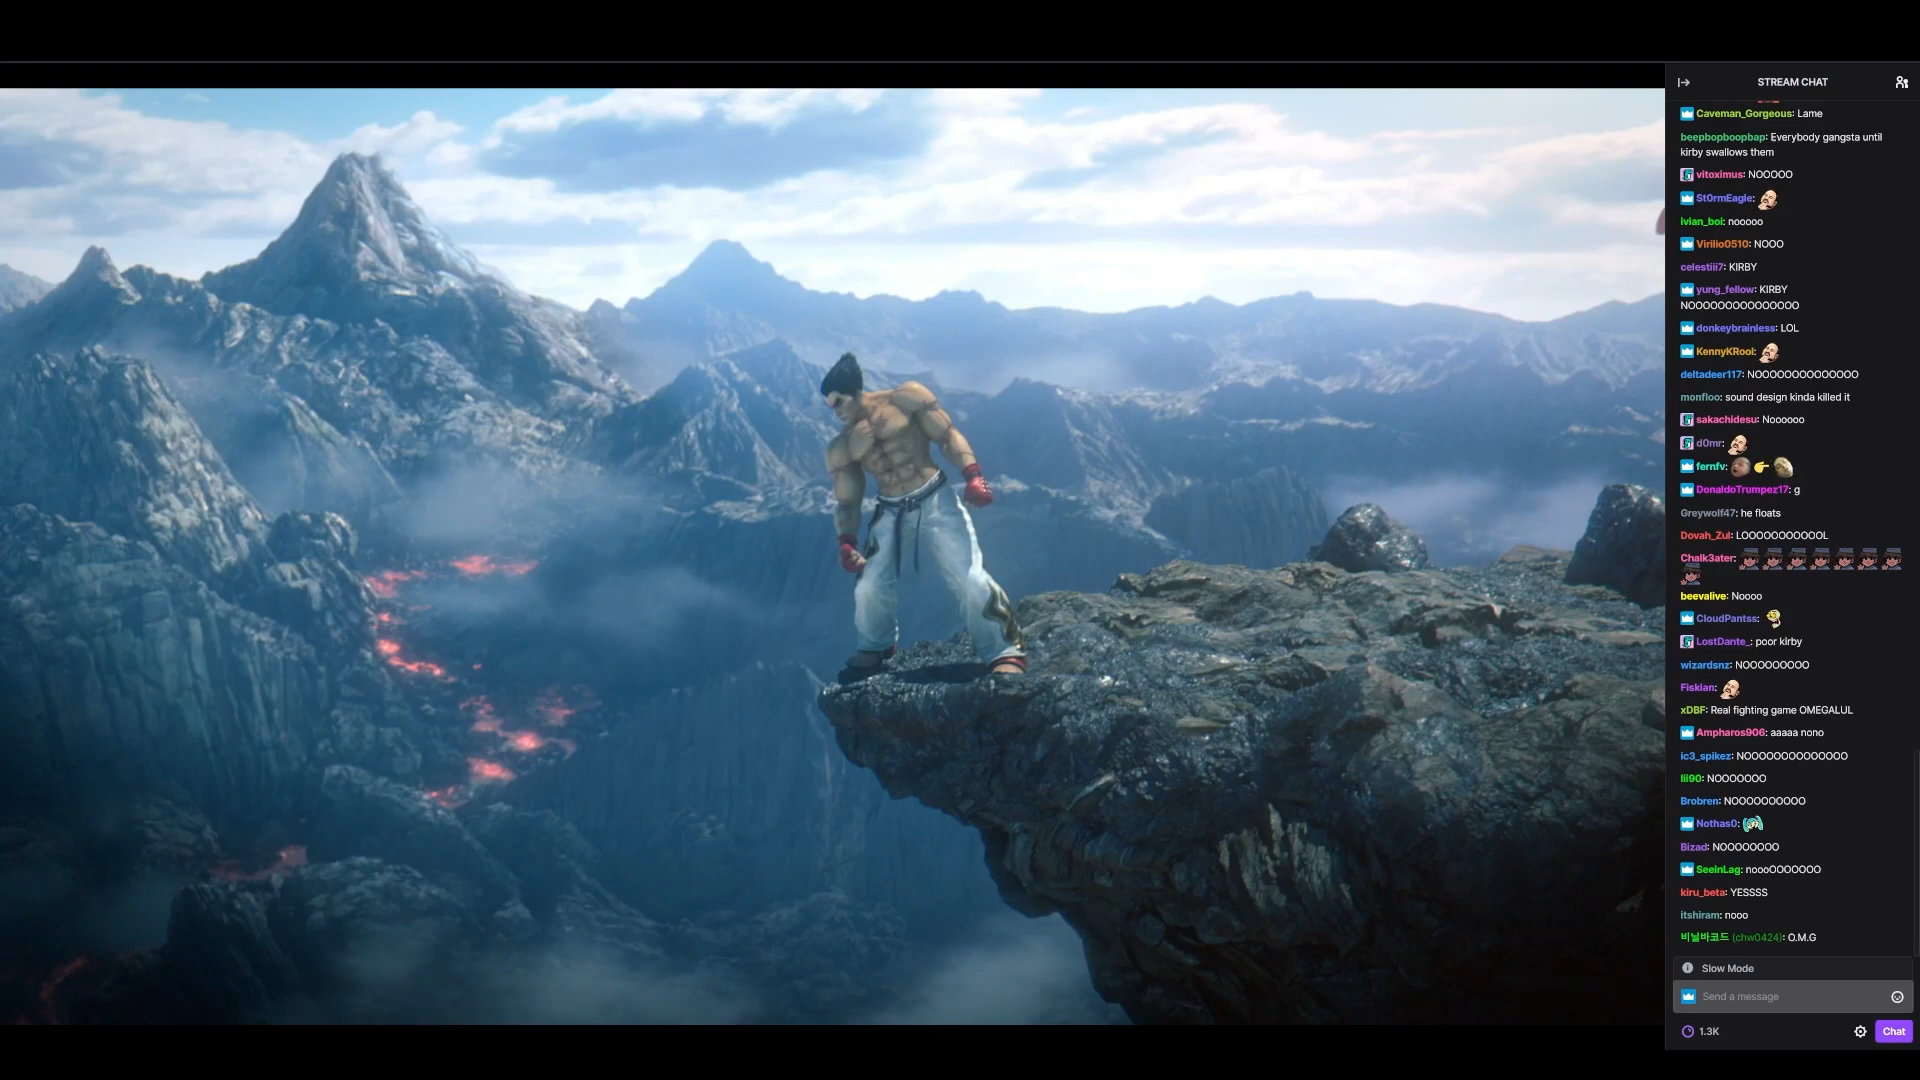 STREAM CHAT
Caveman_Gorgeous: Lame
beepbopboopbap: Everybody gangsta until
kirby swallows them
vitoximus: NOOOOO
St0rmEagle:
ivian_boi: nooooo
Virilio0510: NOOO
celestiii7: KIRBY
yung_fellow: KIRBY
NOOOOOOOOOOOOOOO
donkeybrainless: LOL
KennyKRool:
deltadeer117: NOOOOOOOOOOOOOO
monfloo: sound design kinda killed it
sakachidesu: Noooooo
d0mr:
fernfv:
DonaldoTrumpez17: g
Greywolf47: he floats
Dovah_Zul: LOOOOOOOOOOOL
Chalk3ater:
beevalive: Noooo
CloudPantss:
LostDante_: poor kirby
wizardsnz: NOOOOOOOOO
Fiskian:
xDBF: Real fighting game OMEGALUL
Ampharos906: aaaaa nono
ic3_spikez: NOOOOOOOOOOOOOO
lii90: NOOOOOOO
Brobren: NOOOOOOOOOO
Nothas0:
Bizad: NOOOOOOOO
SeeinLag: noooOOOOOOO
kiru_beta: YESSSS
itshiram: nooo
비닐바코드 (chw0424): O.M.G
Slow Mode
Send a message
1.3K
Chat